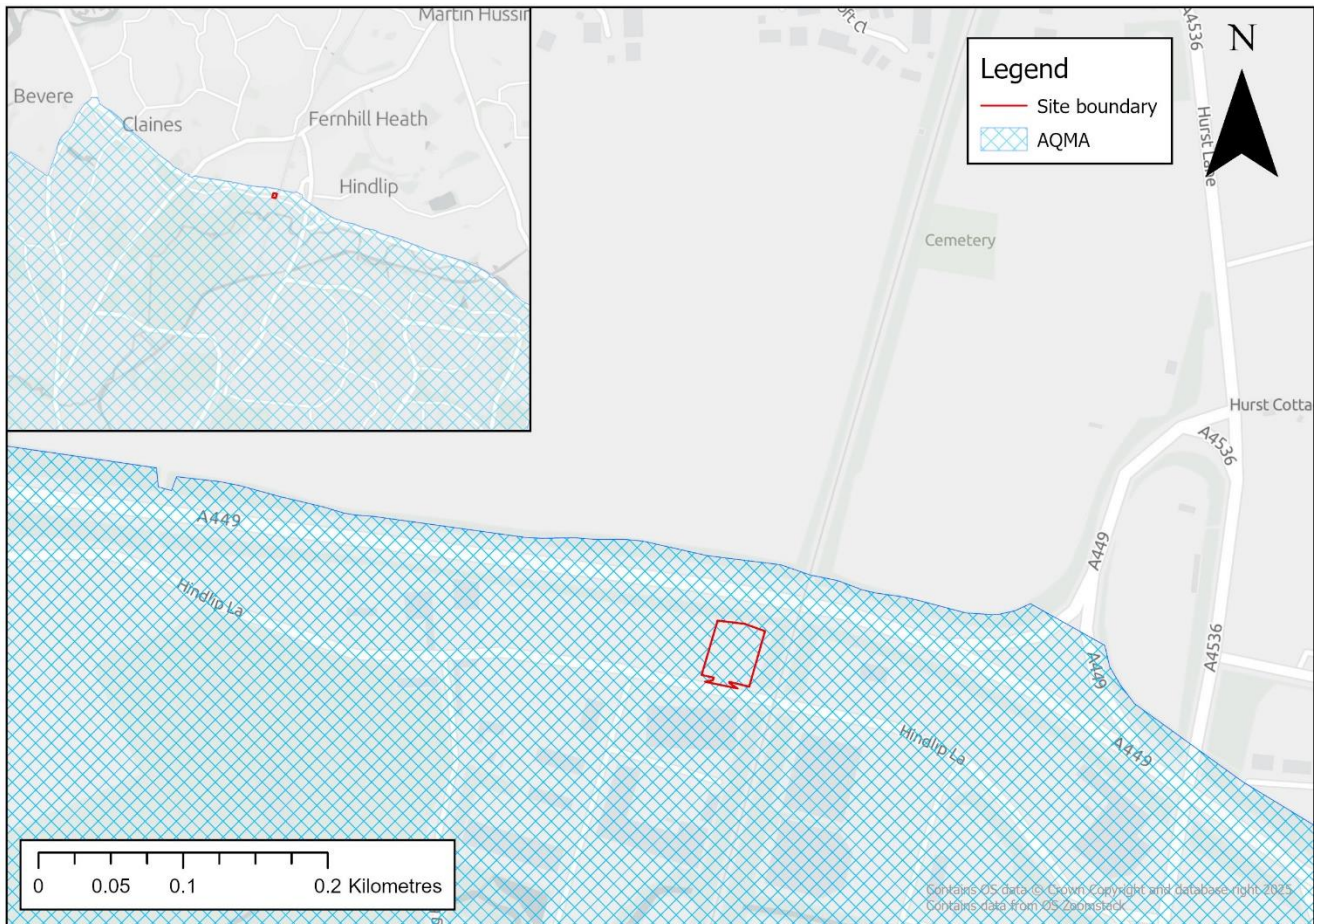 Martin Hussin
Bevere
Claines
Fernhill Heath
Hindlip
oft Cl
A4536
N
Legend
Site boundary
AQMA
Hurst Lane
Cemetery
Hurst Cotta
A4536
A449
A449
Hindlip La
A449
A4536
Hindlip La
A449
0 0.05 0.1 0.2 Kilometres
Contains OS data © Crown Copyright and database right 2025
Contains data from OS Zoomstack